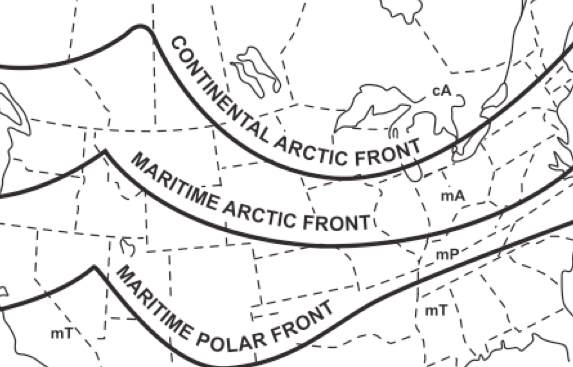 CONTINENTAL ARCTIC FRONT
cA
MARITIME ARCTIC FRONT
mA
mP
MARITIME POLAR FRONT
mT
mT